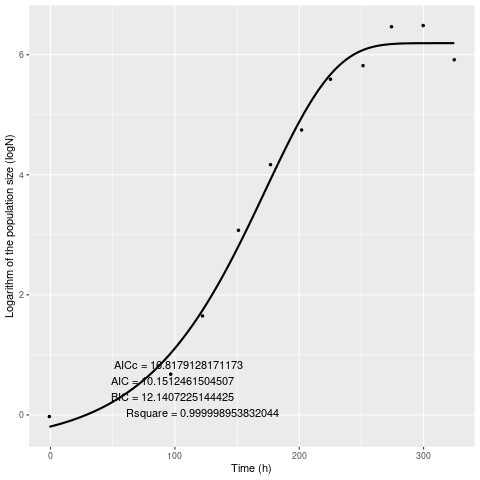 Logarithm of the population size (logN)
6
4
2
0
AICc = 16.8179128171173
AIC = 10.1512461504507
BIC = 12.1407225144425
Rsquare = 0.999998953832044
0 100 200 300
Time (h)